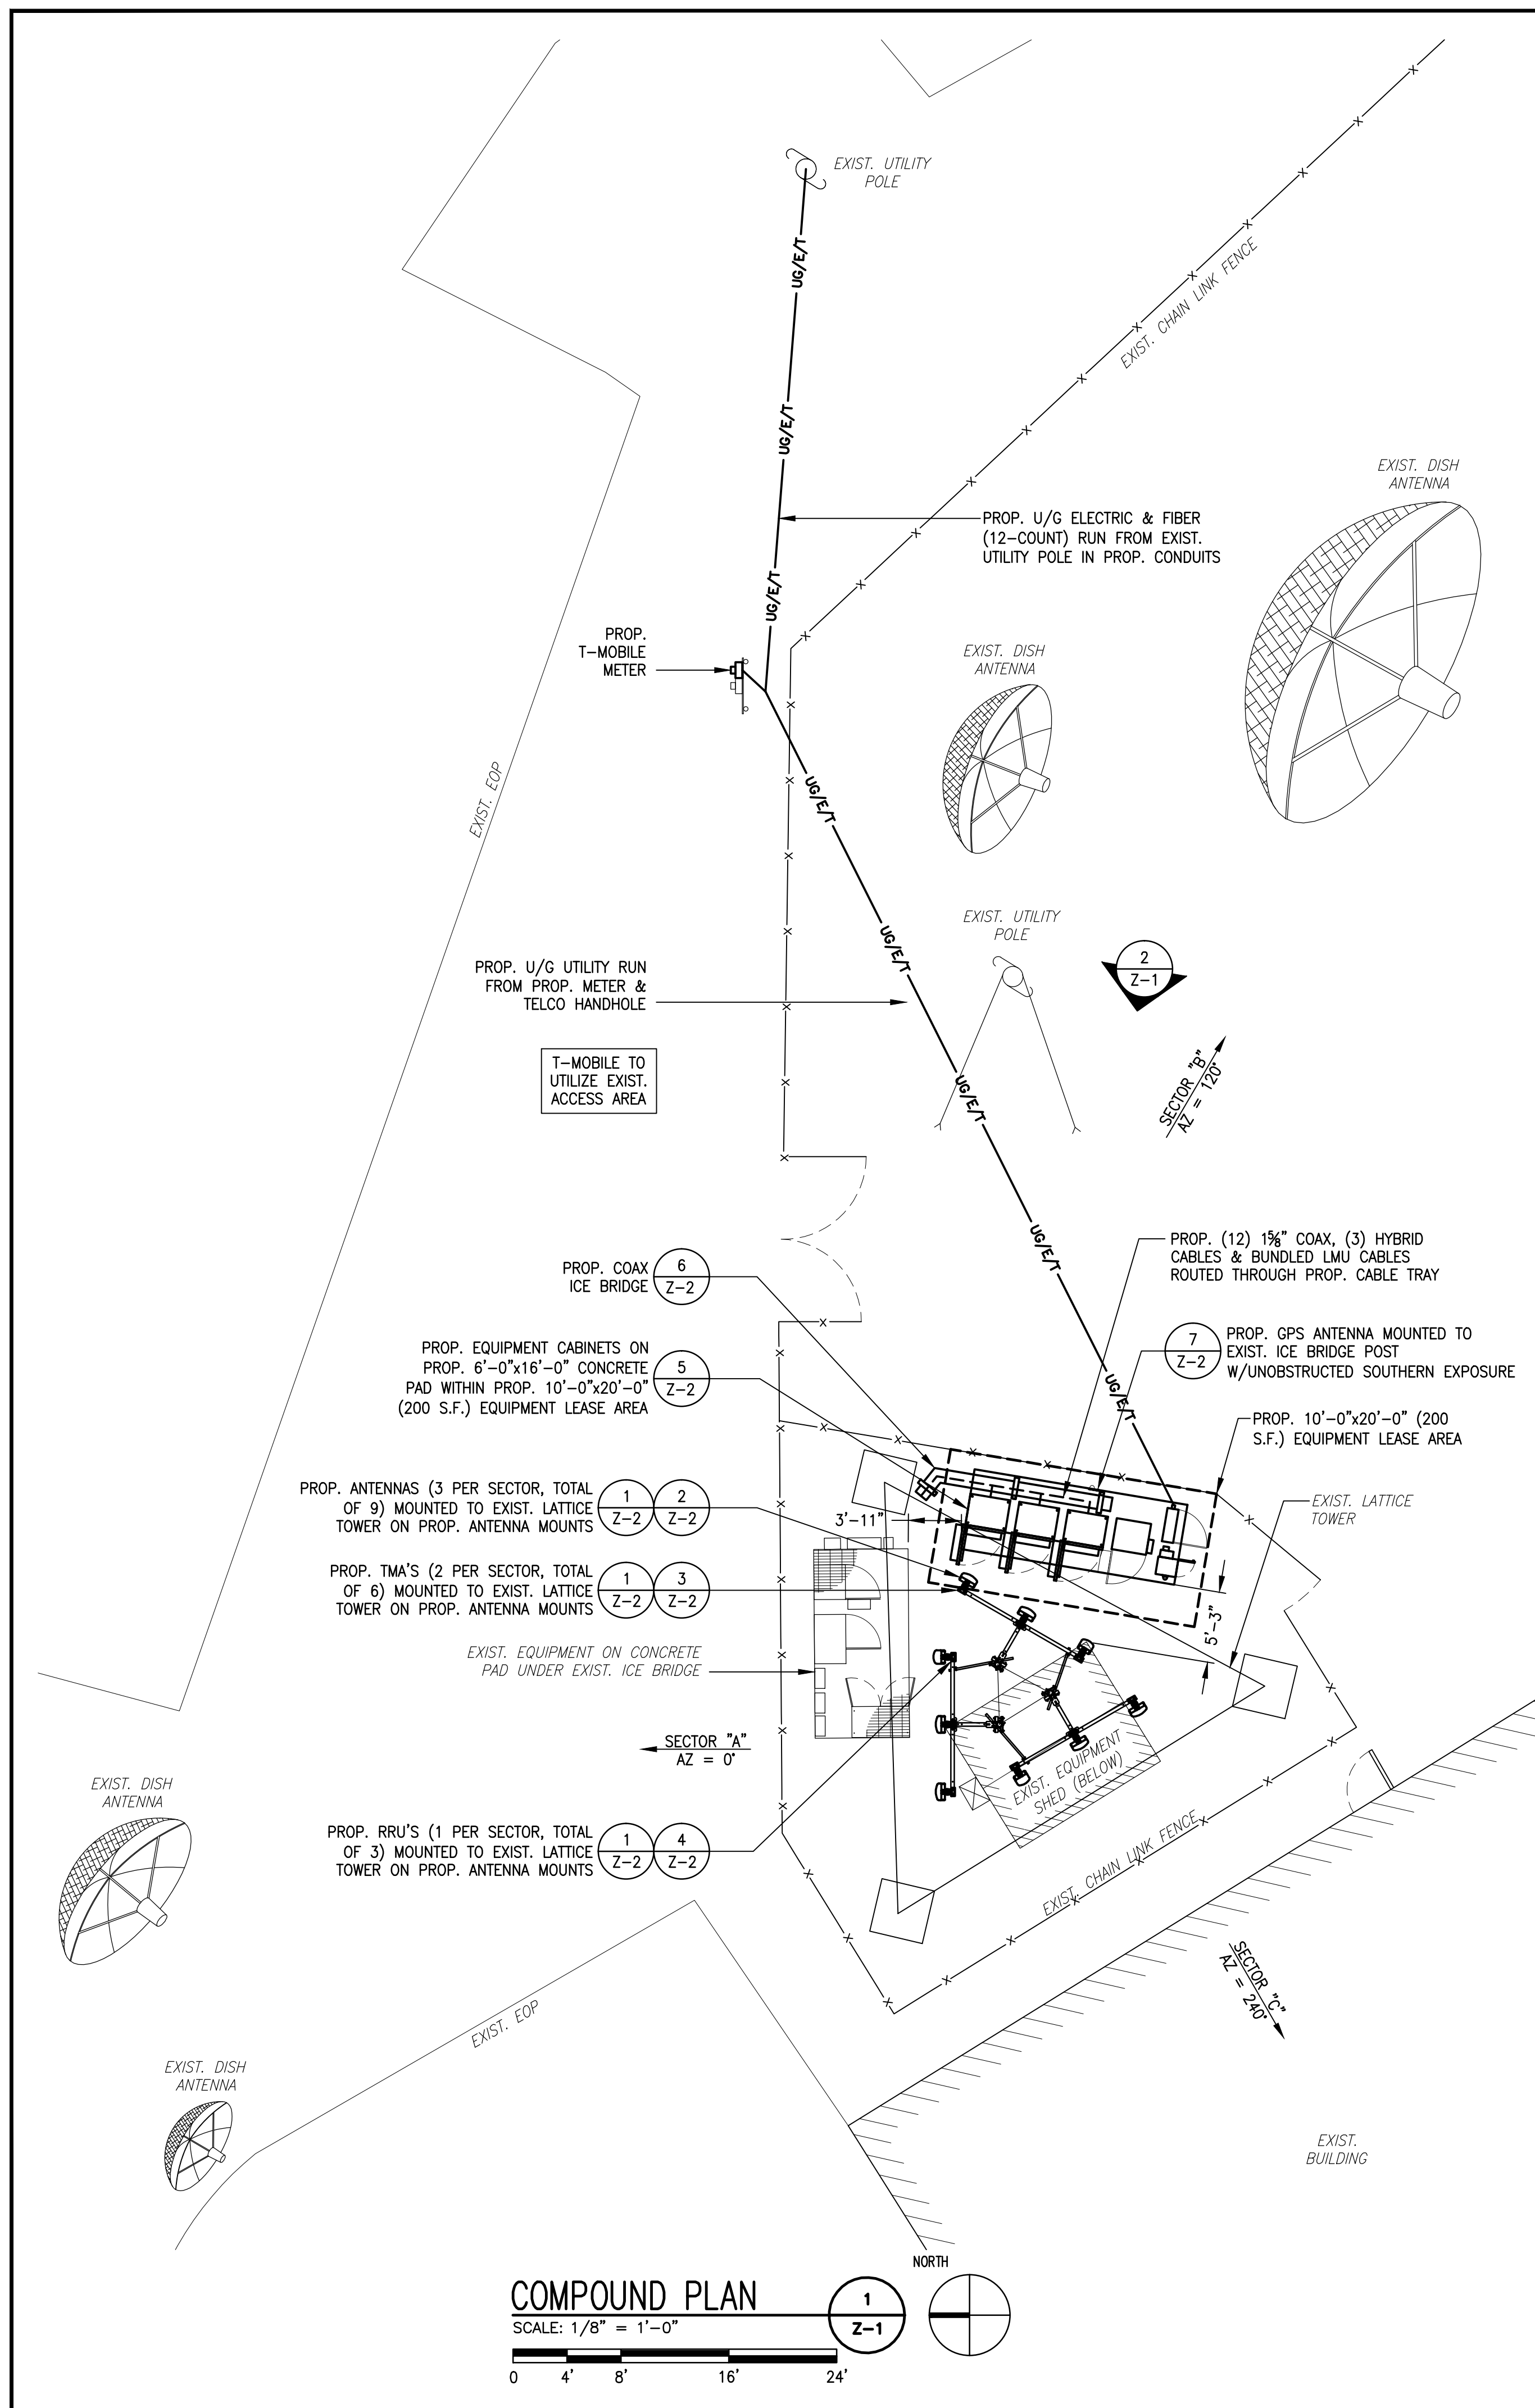 EXIST. UTILITY
POLE
UG/E/T
EXIST. CHAIN LINK FENCE
UG/E/T
EXIST. DISH
ANTENNA
PROP. U/G ELECTRIC & FIBER
(12-COUNT) RUN FROM EXIST.
UTILITY POLE IN PROP. CONDUITS
UG/E/T
PROP.
T-MOBILE
METER
EXIST. DISH
ANTENNA
EXIST. EOP
UG/E/T
EXIST. UTILITY
POLE
UG/E/T
2
Z-1
PROP. U/G UTILITY RUN
FROM PROP. METER &
TELCO HANDHOLE
T-MOBILE TO
UTILIZE EXIST.
ACCESS AREA
UG/E/T
SECTOR "B"
AZ = 120°
UG/E/T
PROP. (12) 1⅝" COAX, (3) HYBRID
CABLES & BUNDLED LMU CABLES
ROUTED THROUGH PROP. CABLE TRAY
PROP. COAX
ICE BRIDGE
6
Z-2
7
Z-2
PROP. GPS ANTENNA MOUNTED TO
EXIST. ICE BRIDGE POST
W/UNOBSTRUCTED SOUTHERN EXPOSURE
PROP. EQUIPMENT CABINETS ON
PROP. 6'-0"x16'-0" CONCRETE
PAD WITHIN PROP. 10'-0"x20'-0"
(200 S.F.) EQUIPMENT LEASE AREA
5
Z-2
UG/E/T
PROP. 10'-0"x20'-0" (200
S.F.) EQUIPMENT LEASE AREA
PROP. ANTENNAS (3 PER SECTOR, TOTAL
OF 9) MOUNTED TO EXIST. LATTICE
TOWER ON PROP. ANTENNA MOUNTS
1
Z-2
2
Z-2
3'-11"
EXIST. LATTICE
TOWER
PROP. TMA'S (2 PER SECTOR, TOTAL
OF 6) MOUNTED TO EXIST. LATTICE
TOWER ON PROP. ANTENNA MOUNTS
1
Z-2
3
Z-2
5'-3"
EXIST. EQUIPMENT ON CONCRETE
PAD UNDER EXIST. ICE BRIDGE
SECTOR "A"
AZ = 0°
EXIST. EQUIPMENT
SHED (BELOW)
EXIST. DISH
ANTENNA
PROP. RRU'S (1 PER SECTOR, TOTAL
OF 3) MOUNTED TO EXIST. LATTICE
TOWER ON PROP. ANTENNA MOUNTS
1
Z-2
4
Z-2
EXIST. CHAIN LINK FENCE
SECTOR "C"
AZ = 240°
EXIST. EOP
EXIST. DISH
ANTENNA
EXIST.
BUILDING
NORTH
COMPOUND PLAN
SCALE: 1/8" = 1'-0"
1
Z-1
0 4' 8' 16' 24'